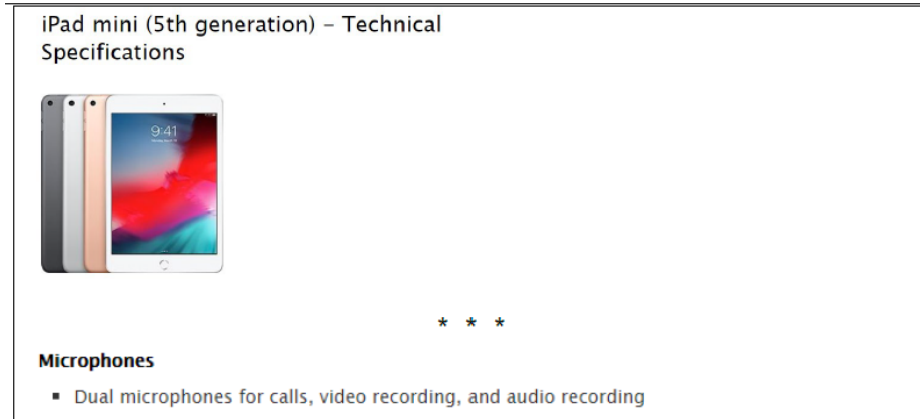 iPad mini (5th generation) – Technical
Specifications
9:41
* * *
Microphones
▪ Dual microphones for calls, video recording, and audio recording